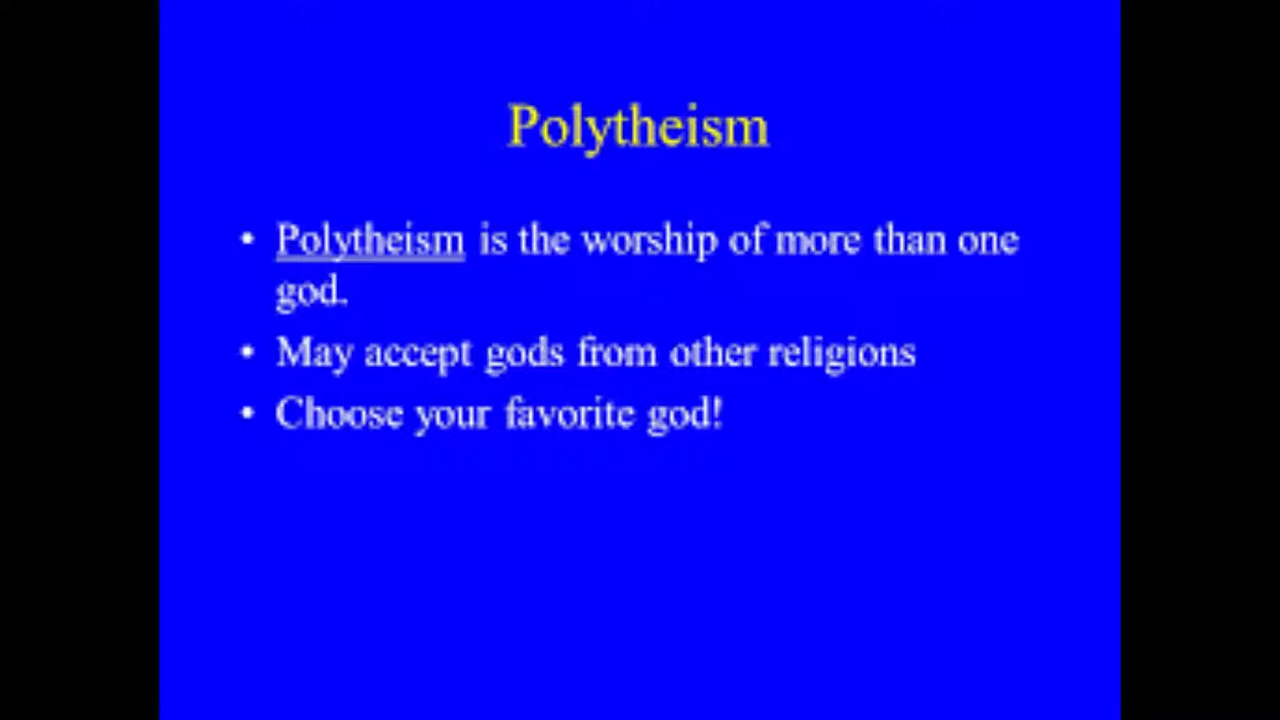 Polytheism
• Polytheism is the worship of more than one
god.
• May accept gods from other religions
• Choose your favorite god!